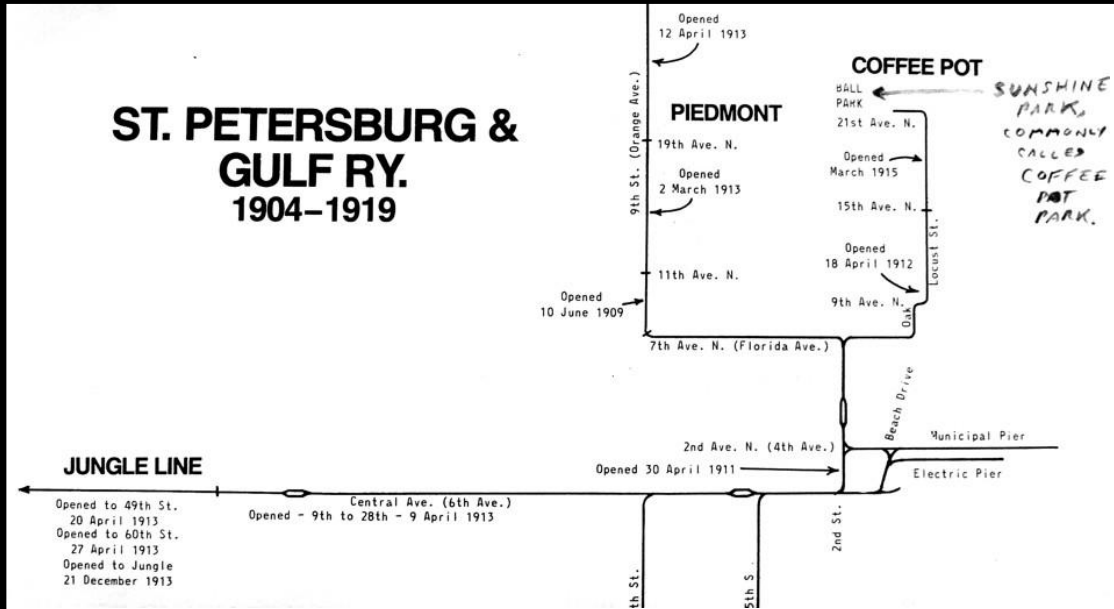 ST. PETERSBURG &
GULF RY.
1904–1919
Opened
12 April 1913
9th St. (Orange Ave.)
PIEDMONT
19th Ave. N.
Opened
2 March 1913
11th Ave. N.
Opened
10 June 1909
7th Ave. N. (Florida Ave.)
COFFEE POT
BALL
PARK
SUNSHINE
PARK,
COMMONLY
CALLED
COFFEE
POT
PARK.
21st Ave. N.
Opened
March 1915
15th Ave. N.
Locust St.
Opened
18 April 1912
9th Ave. N.
Oak
Beach Drive
2nd Ave. N. (4th Ave.)
Municipal Pier
Opened 30 April 1911
Electric Pier
JUNGLE LINE
Opened to 49th St.
20 April 1913
Opened to 60th St.
27 April 1913
Opened to Jungle
21 December 1913
Central Ave. (6th Ave.)
Opened - 9th to 28th - 9 April 1913
th St.
5th S
2nd St.